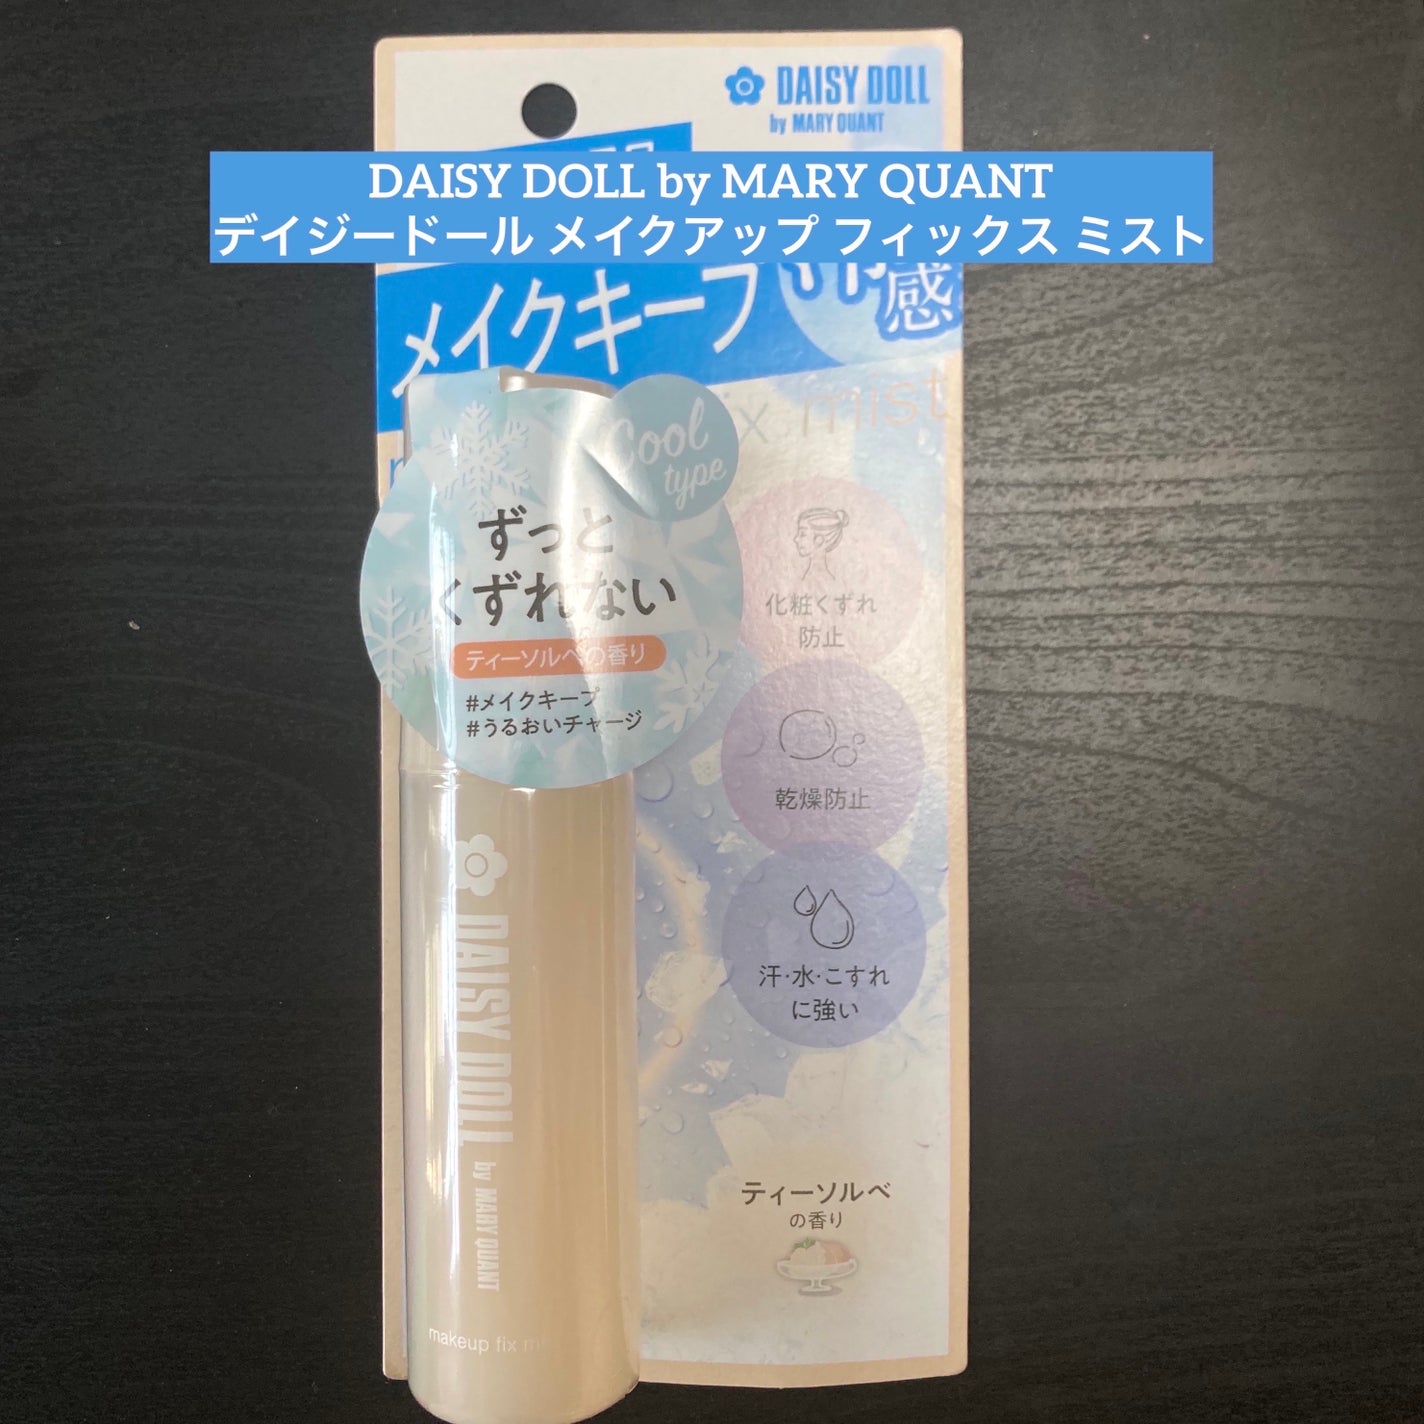 DAISY DOLL
by MARY QUANT
DAISY DOLL by MARY QUANT
デイジードール メイクアップ フィックス ミスト
メイクキープ
感
mist
Cool
type
ずっと
くずれない
ティーソルベの香り
#メイクキープ
#うるおいチャージ
化粧くずれ
防止
乾燥防止
汗・水・こすれ
に強い
DAISY DOLL
by MARY QUANT
makeup fix
ティーソルベ
の香り